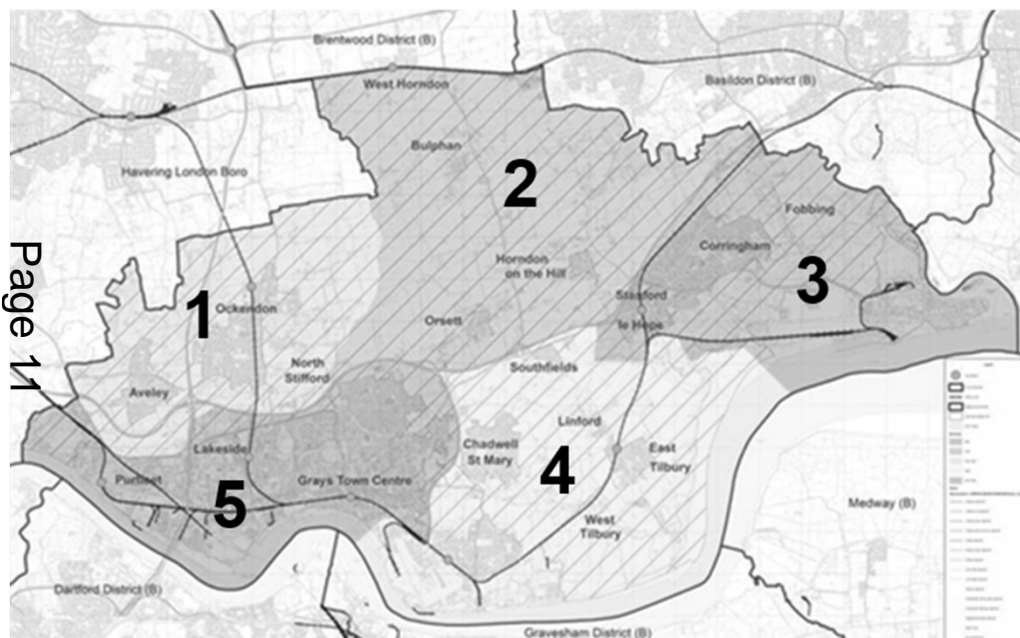 Brentwood District (B)
West Horndon
Basildon District (B)
Bulphan
2
Havering London Boro
Fobbing
Corringham
Horndon
on the Hill
3
Page 11
1
Ockendon
Stanford
le Hope
Orsett
North
Stifford
Southfields
Aveley
Linford
Lakeside
Chadwell
St Mary
4
East
Tilbury
Purfleet
Grays Town Centre
5
Medway (B)
West
Tilbury
Dartford District (B)
Gravesham District (B)